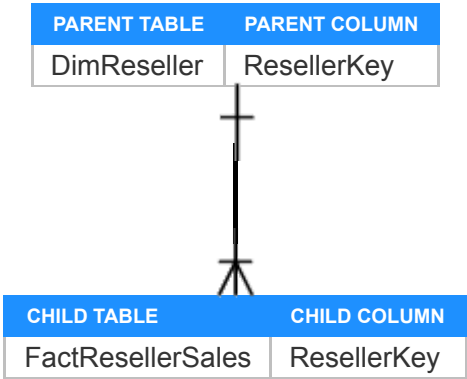 PARENT TABLE PARENT COLUMN
DimReseller ResellerKey
CHILD TABLE CHILD COLUMN
FactResellerSales ResellerKey